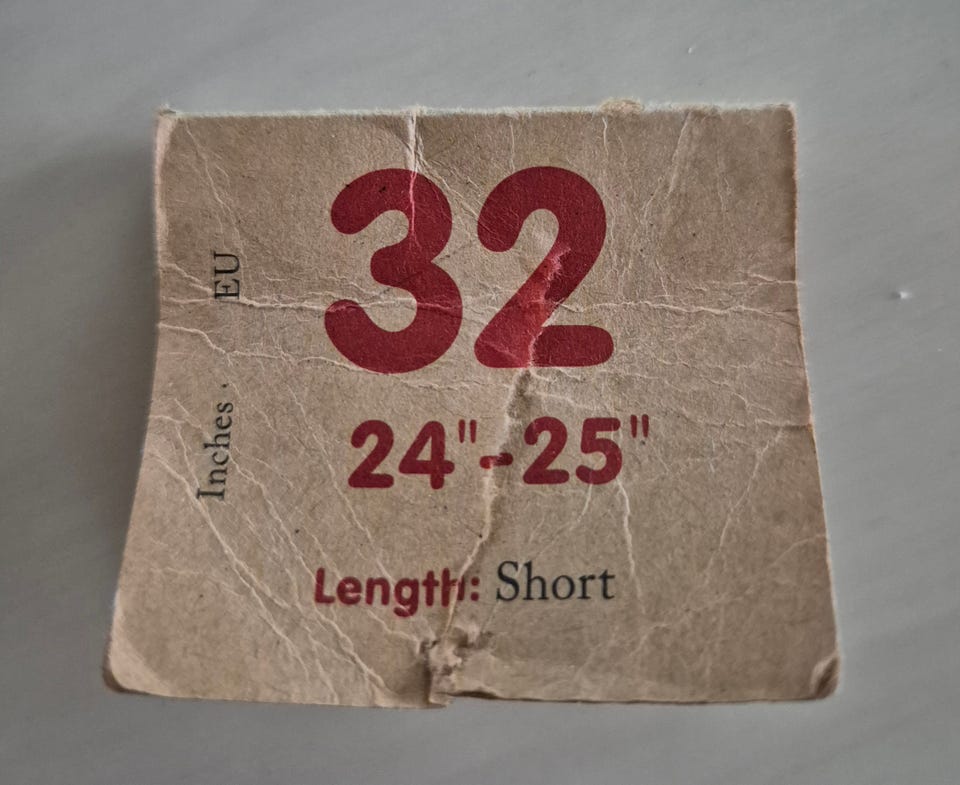 32
EU
24"-25"
Inches ·
Length: Short